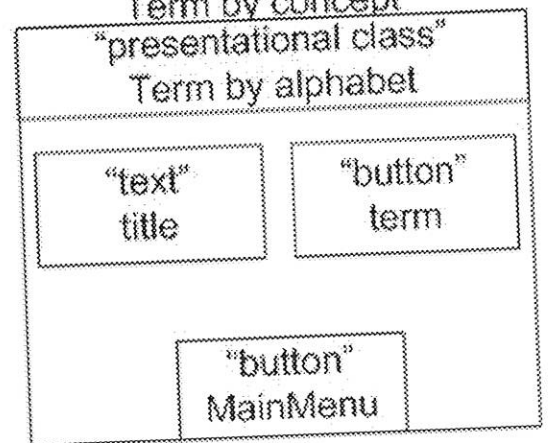 Term by concept
"presentational class"
Term by alphabet
"text"
title
"button"
term
"button"
MainMenu